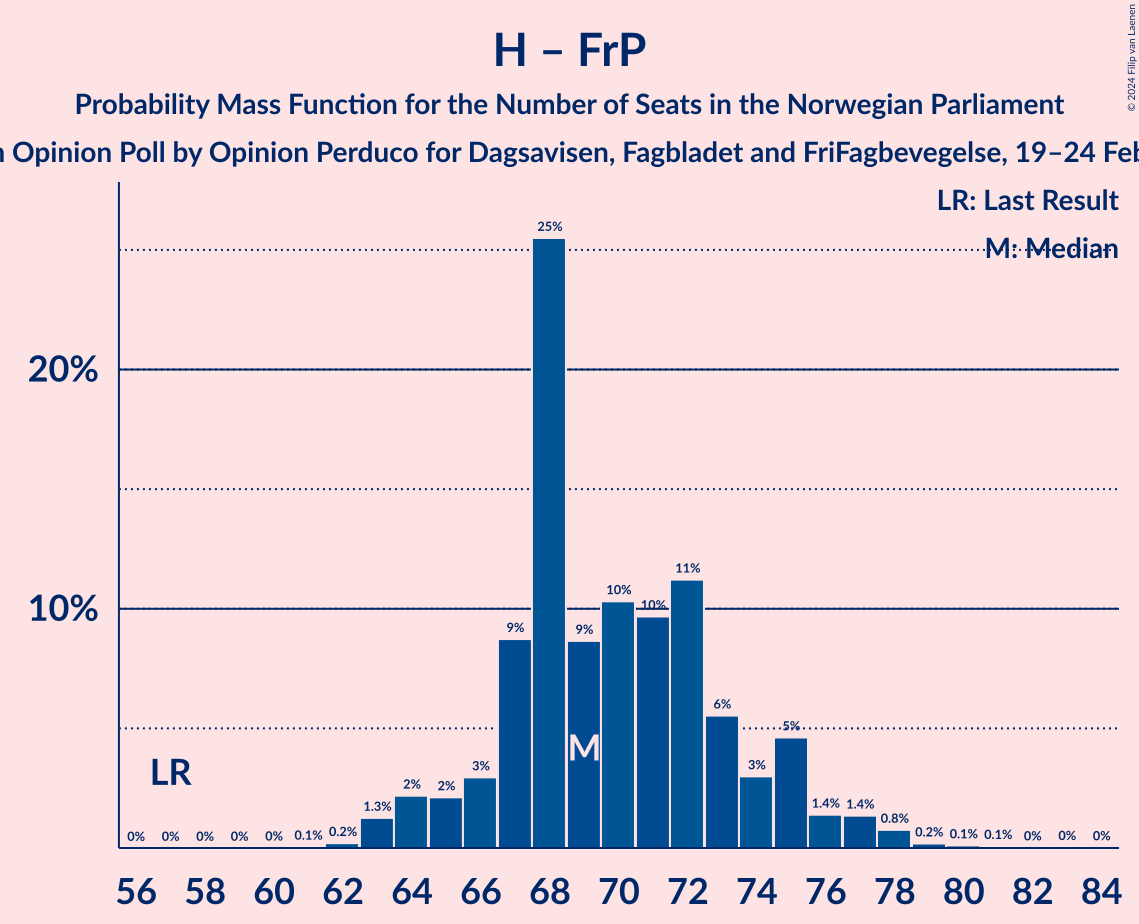 H – FrP
Probability Mass Function for the Number of Seats in the Norwegian Parliament
Opinion Poll by Opinion Perduco for Dagsavisen, Fagbladet and FriFagbevegelse, 19–24 Feb
© 2024 Filip van Laenen
LR: Last Result
M: Median
20%
10%
LR
M
0% 0% 0% 0% 0% 0.1% 0.2% 1.3% 2% 2% 3% 9% 25% 9% 10% 10% 11% 6% 3% 5% 1.4% 1.4% 0.8% 0.2% 0.1% 0.1% 0% 0% 0%
56 58 60 62 64 66 68 70 72 74 76 78 80 82 84